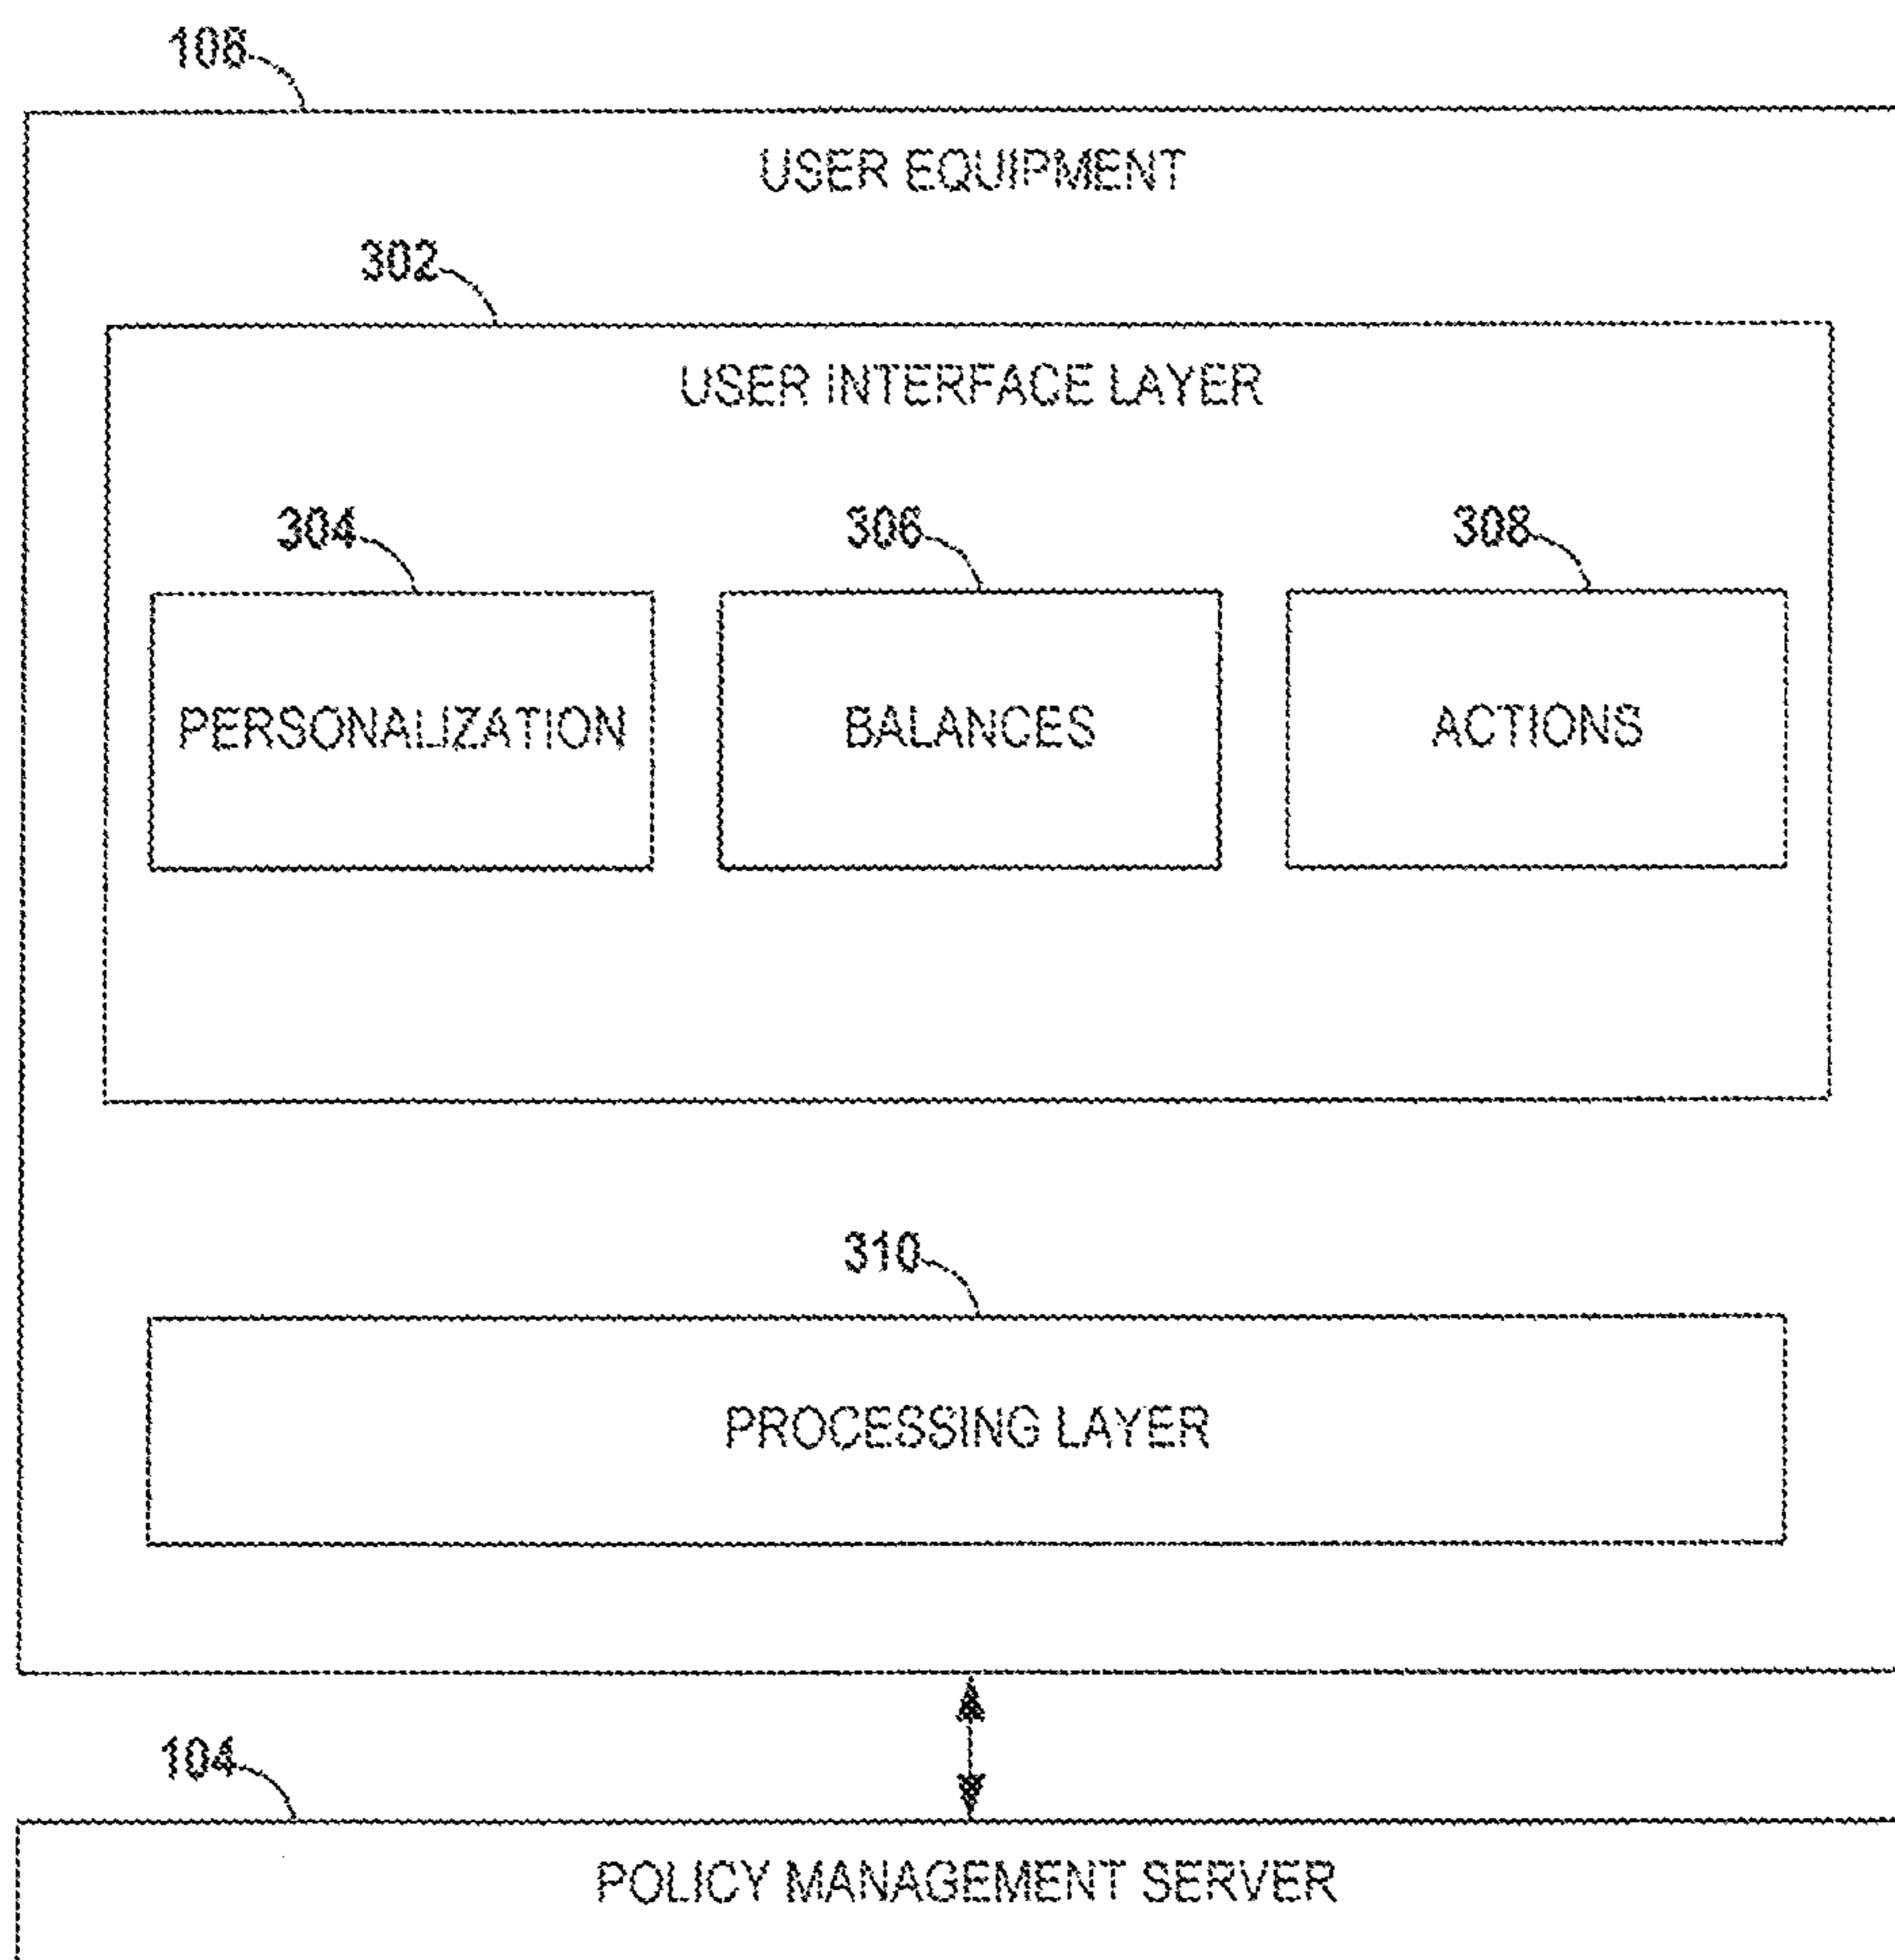 108
USER EQUIPMENT
302
USER INTERFACE LAYER
304
306
308
PERSONALIZATION
BALANCES
ACTIONS
310
PROCESSING LAYER
104
POLICY MANAGEMENT SERVER